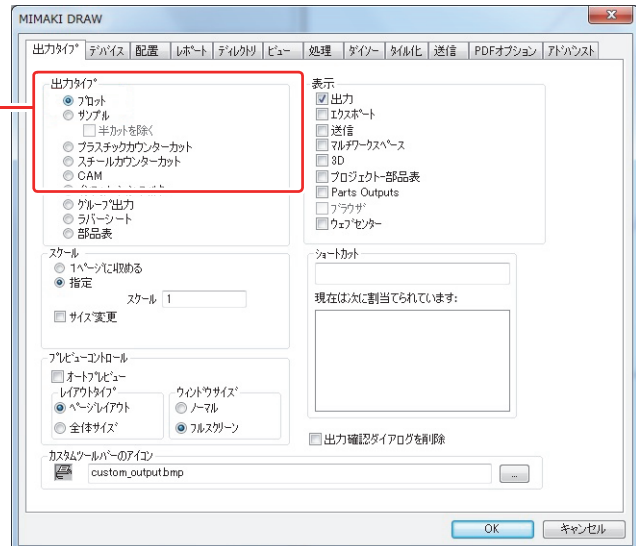 MIMAKI DRAW
出力タイプ デバイス 配置 レポート ディレクトリ ビュー 処理 ダイソー タイル化 送信 PDFオプション アドバンスト
出力タイプ
プロット
サンプル
半カットを除く
プラスチックカウンターカット
スチールカウンターカット
CAM
グループ出力
ラバーシート
部品表
表示
出力
エクスポート
送信
マルチワークスペース
3D
プロジェクト-部品表
Parts Outputs
ブラウザ
ウェブセンター
スケール
1ページに収める
指定
スケール 1
サイズ変更
ショートカット
現在は次に割当てられています:
プレビューコントロール
オートプレビュー
レイアウトタイプ
ページレイアウト
全体サイズ
ウィンドウサイズ
ノーマル
フルスクリーン
出力確認ダイアログを削除
カスタムツールバーのアイコン
custom_output.bmp
...
OK キャンセル